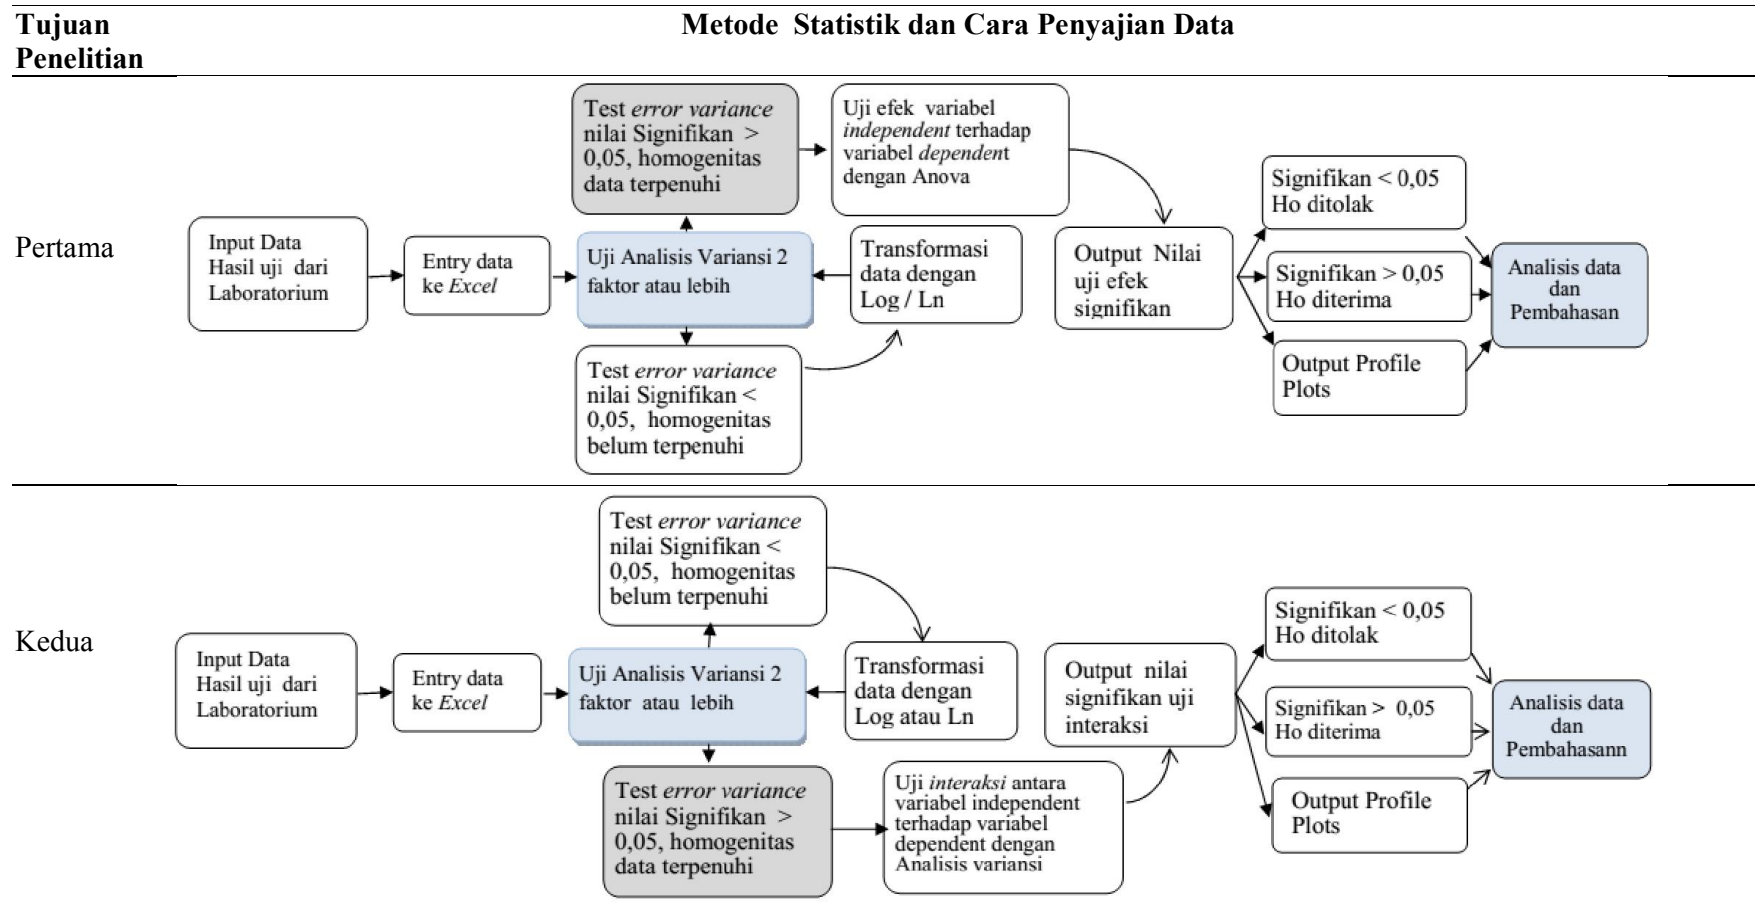 Tujuan
Penelitian
Metode Statistik dan Cara Penyajian Data
Pertama
Input Data
Hasil uji dari
Laboratorium
Entry data
ke Excel
Test error variance
nilai Signifikan >
0,05, homogenitas
data terpenuhi
Uji Analisis Variansi 2
faktor atau lebih
Test error variance
nilai Signifikan <
0,05, homogenitas
belum terpenuhi
Uji efek variabel
independent terhadap
variabel dependent
dengan Anova
Transformasi
data dengan
Log / Ln
Output Nilai
uji efek
signifikan
Signifikan < 0,05
Ho ditolak
Signifikan > 0,05
Ho diterima
Output Profile
Plots
Analisis data
dan
Pembahasan
Kedua
Input Data
Hasil uji dari
Laboratorium
Entry data
ke Excel
Test error variance
nilai Signifikan <
0,05, homogenitas
belum terpenuhi
Uji Analisis Variansi 2
faktor atau lebih
Test error variance
nilai Signifikan >
0,05, homogenitas
data terpenuhi
Transformasi
data dengan
Log atau Ln
Uji interaksi antara
variabel independent
terhadap variabel
dependent dengan
Analisis variansi
Output nilai
signifikan uji
interaksi
Signifikan < 0,05
Ho ditolak
Signifikan > 0,05
Ho diterima
Output Profile
Plots
Analisis data
dan
Pembahasann